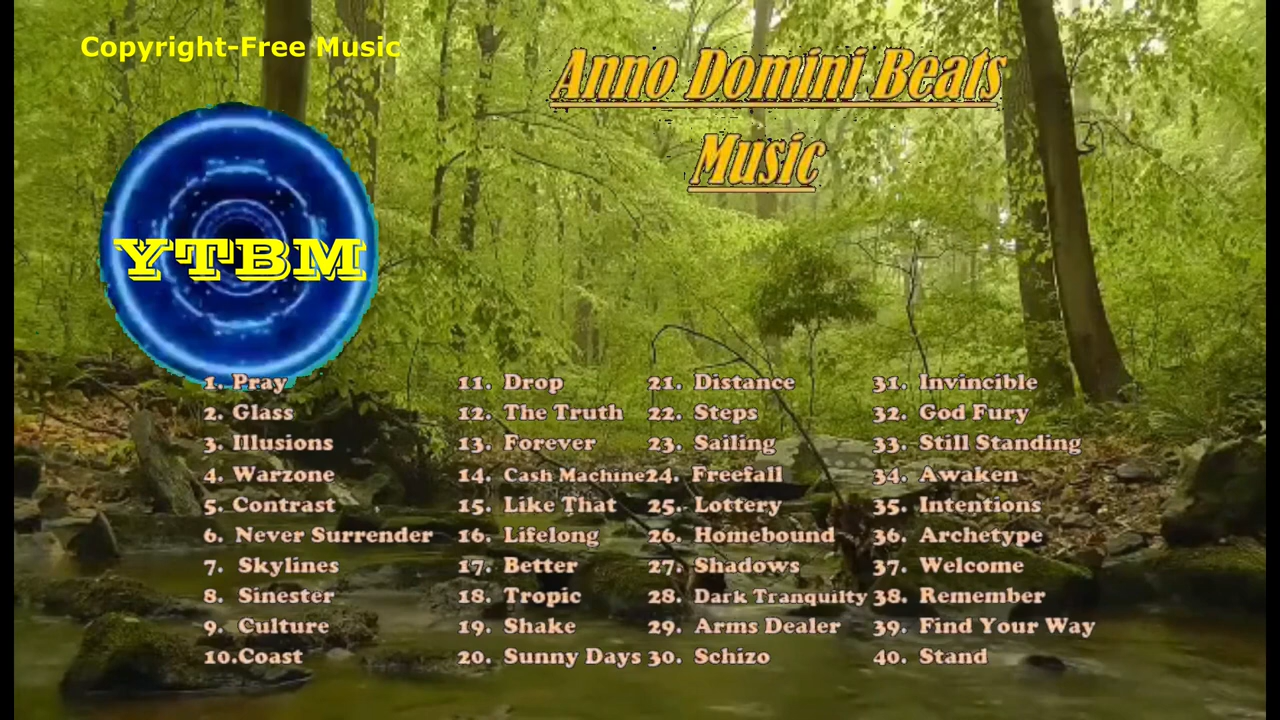 Copyright-Free Music
Anno Domini Beats
Music
YTBM
1. Pray
2. Glass
3. Illusions
4. Warzone
5. Contrast
6. Never Surrender
7. Skylines
8. Sinester
9. Culture
10.Coast
11. Drop
12. The Truth
13. Forever
14. Cash Machine
15. Like That
16. Lifelong
17. Better
18. Tropic
19. Shake
20. Sunny Days
21. Distance
22. Steps
23. Sailing
24. Freefall
25. Lottery
26. Homebound
27. Shadows
28. Dark Tranquilty
29. Arms Dealer
30. Schizo
31. Invincible
32. God Fury
33. Still Standing
34. Awaken
35. Intentions
36. Archetype
37. Welcome
38. Remember
39. Find Your Way
40. Stand